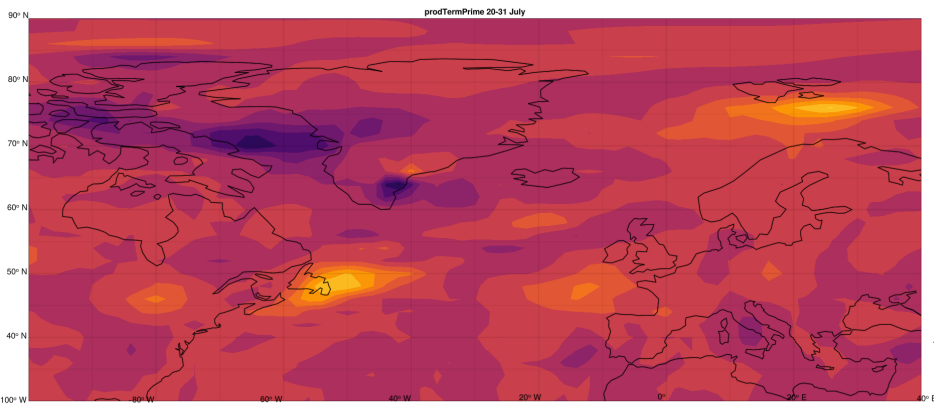 prodTermPrime 20-31 July
90° N
80° N
70° N
60° N
50° N
40° N
100° W 80° W 60° W 40° W 20° W 0° 20° E 40° E